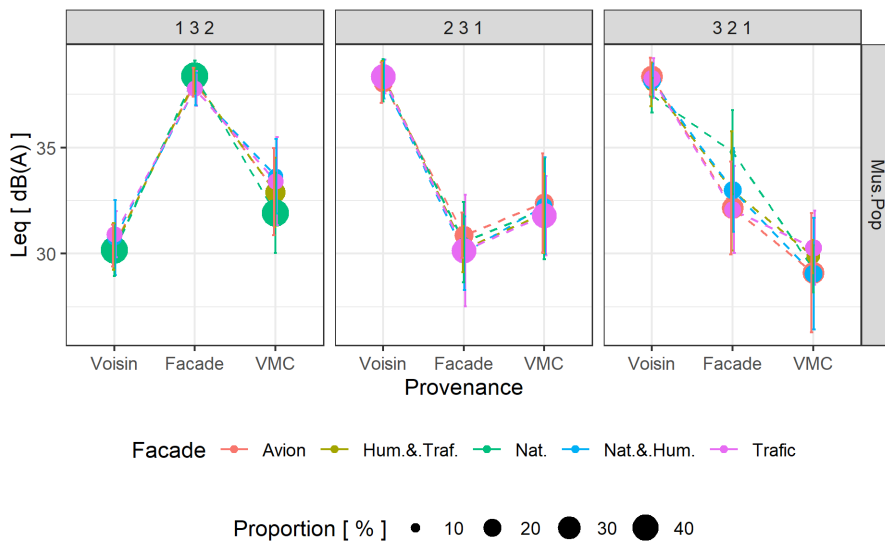 1 3 2
2 3 1
3 2 1
Mus.Pop
Leq [ dB(A) ]
35
30
Voisin Facade VMC
Voisin Facade VMC
Voisin Facade VMC
Provenance
Facade Avion Hum.&.Traf. Nat. Nat.&.Hum. Trafic
Proportion [ % ] 10 20 30 40